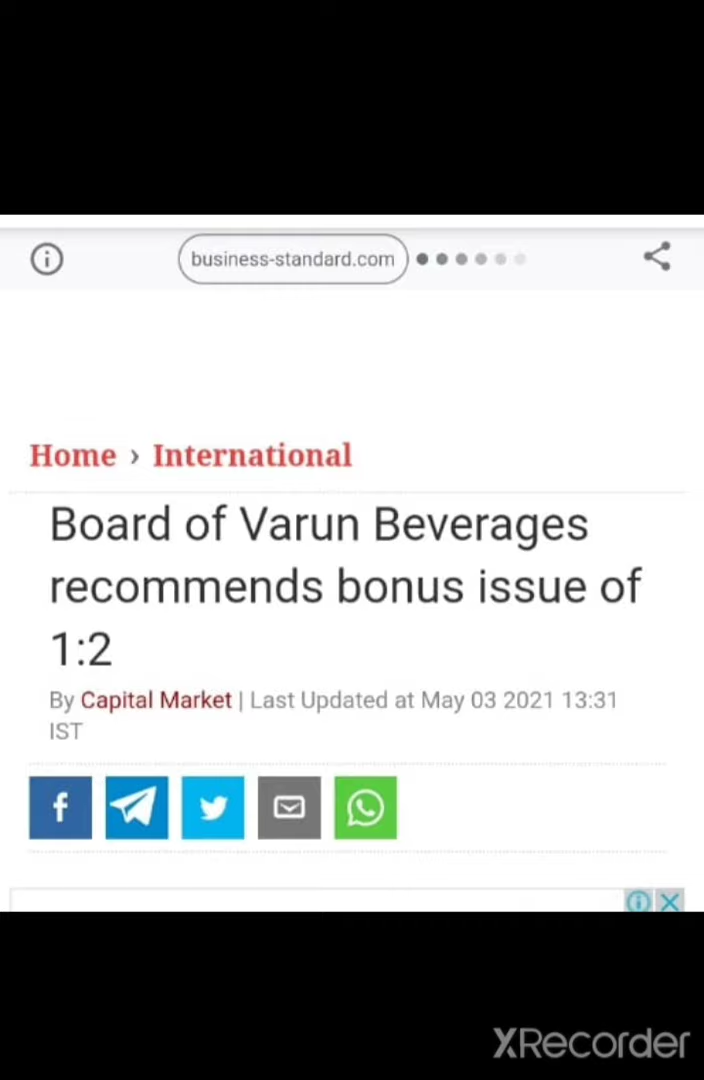 business-standard.com
Home › International
Board of Varun Beverages
recommends bonus issue of
1:2
By Capital Market | Last Updated at May 03 2021 13:31
IST
XRecorder